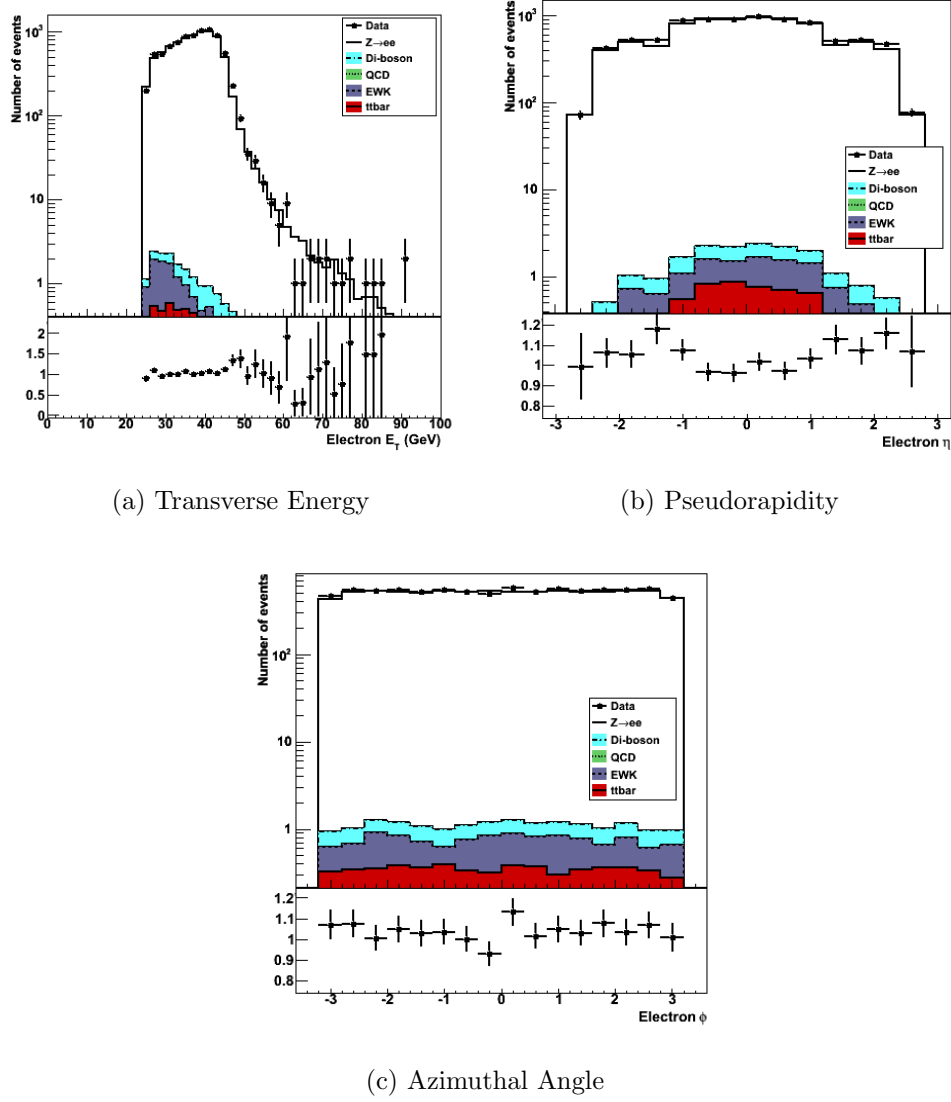 Number of events
10³
10²
10
1
Data
Z→ee
Di-boson
QCD
EWK
ttbar
2
1.5
1
0.5
0
0 10 20 30 40 50 60 70 80 90 100
Electron E_T (GeV)
(a) Transverse Energy
Number of events
10³
10²
10
1
Data
Z→ee
Di-boson
QCD
EWK
ttbar
1.2
1.1
1
0.9
0.8
-3 -2 -1 0 1 2 3
Electron η
(b) Pseudorapidity
Number of events
10²
10
1
Data
Z→ee
Di-boson
QCD
EWK
ttbar
1.2
1.1
1
0.9
0.8
-3 -2 -1 0 1 2 3
Electron ϕ
(c) Azimuthal Angle